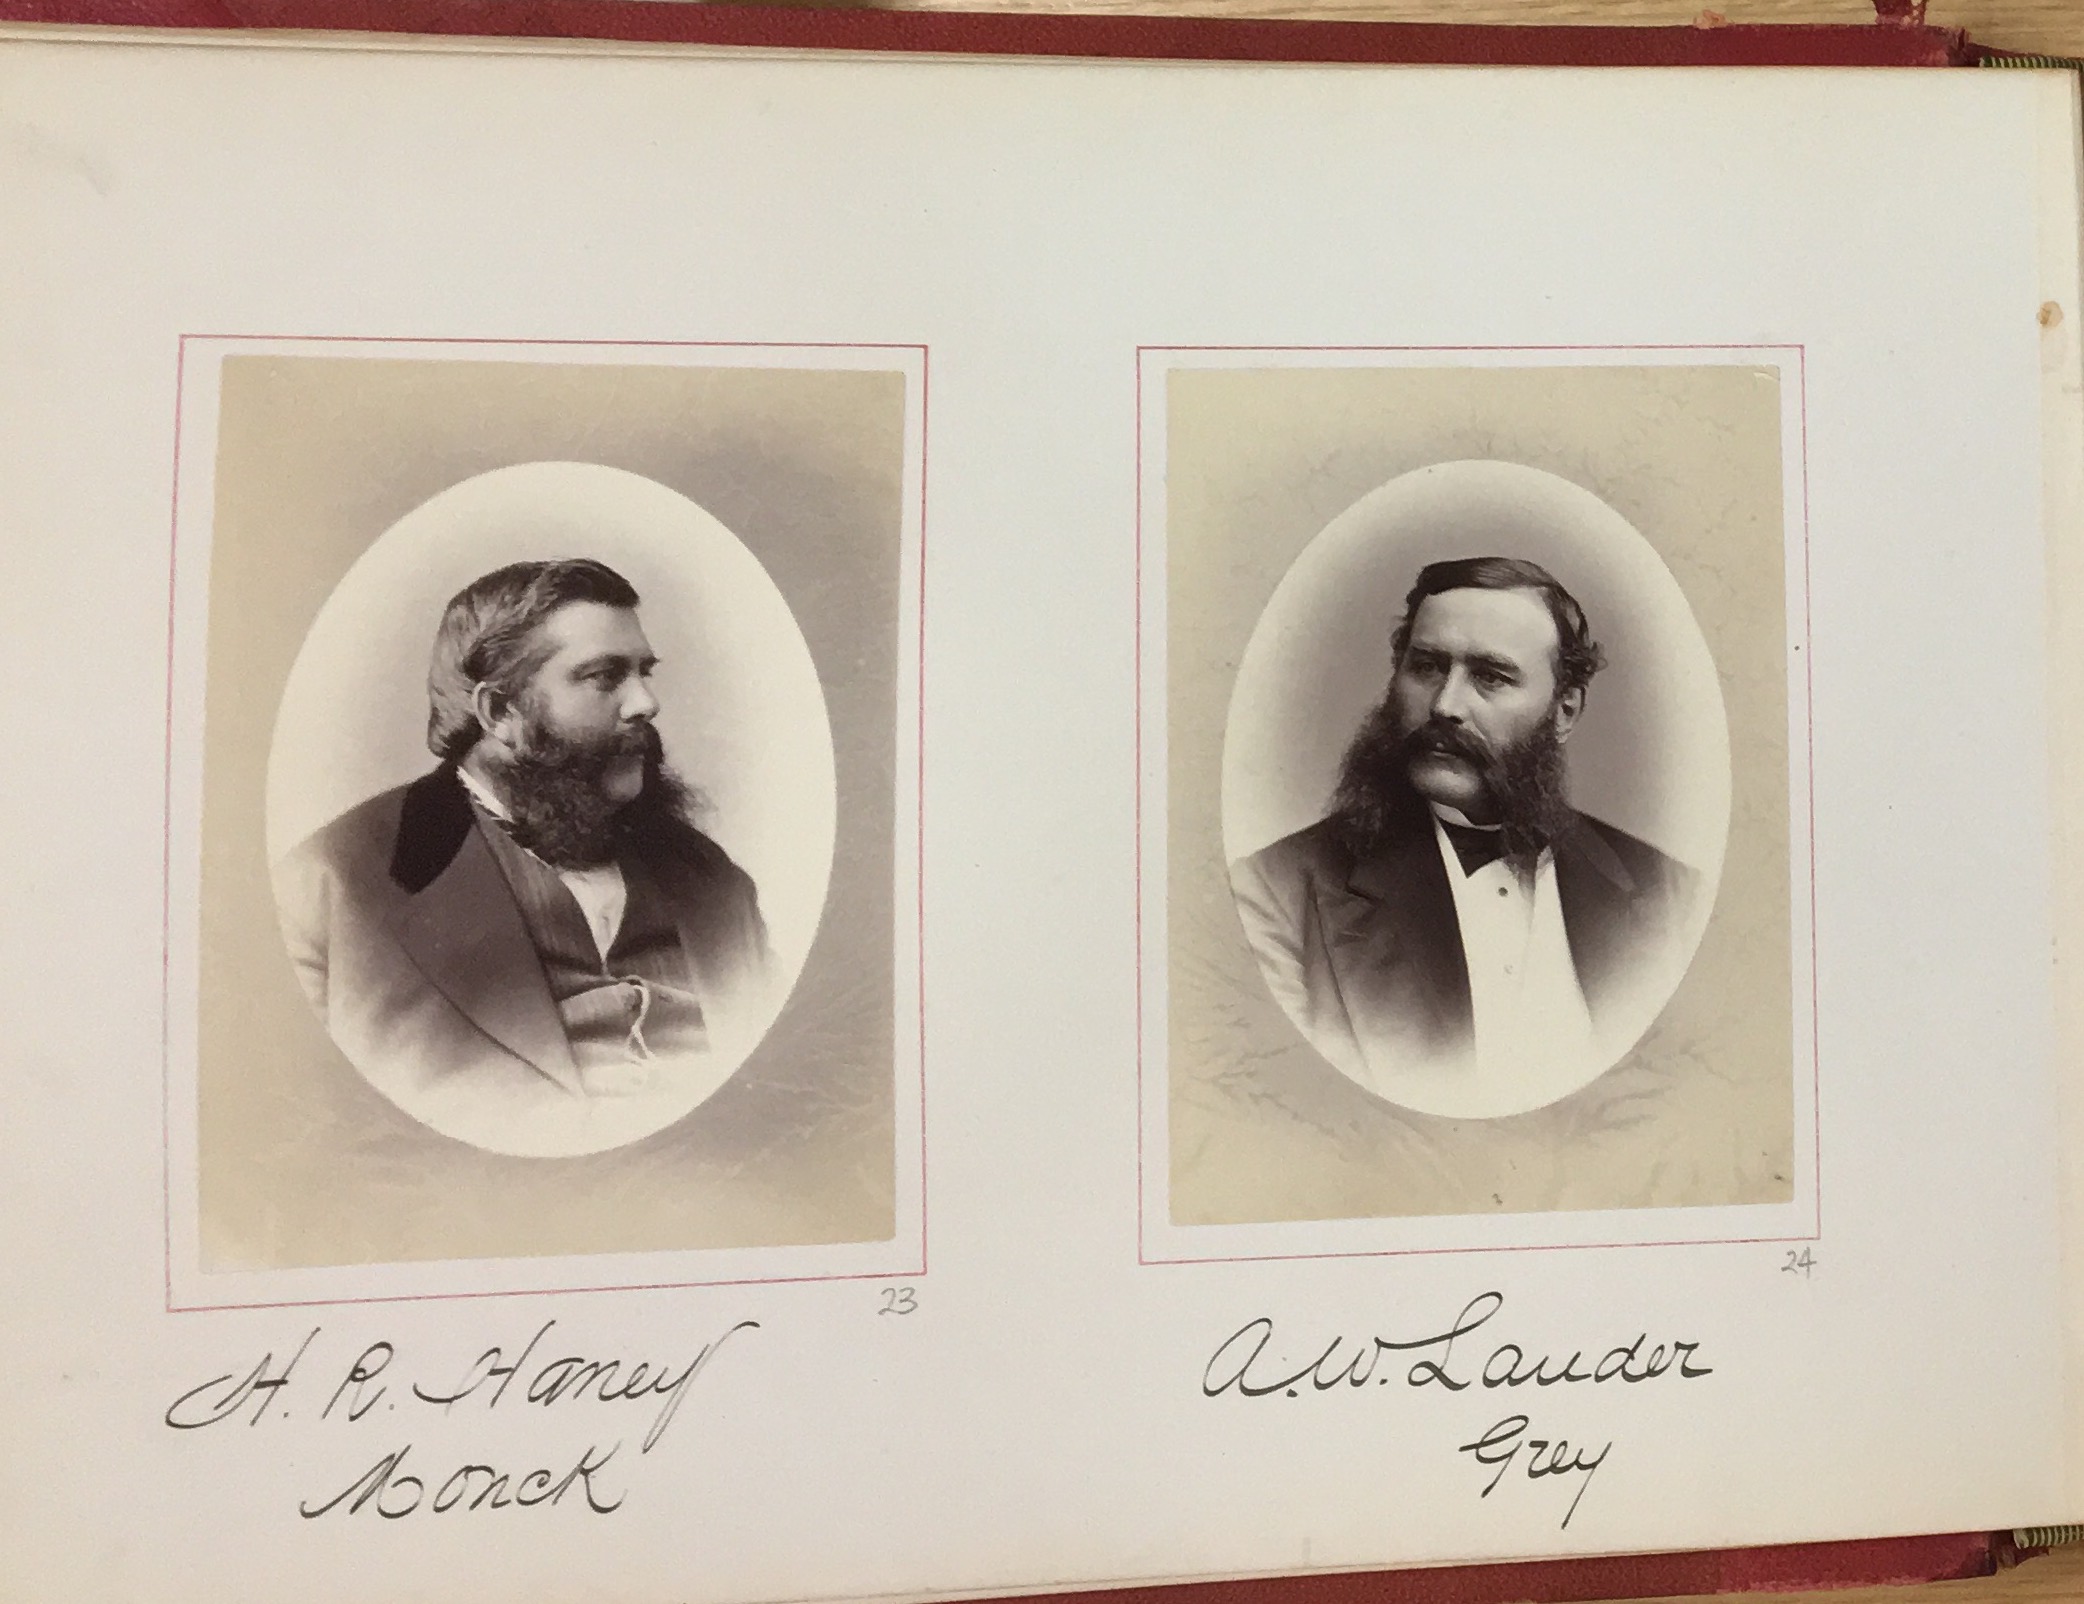 23
H. R. Haney
Monck
24
A. W. Lauder
Grey